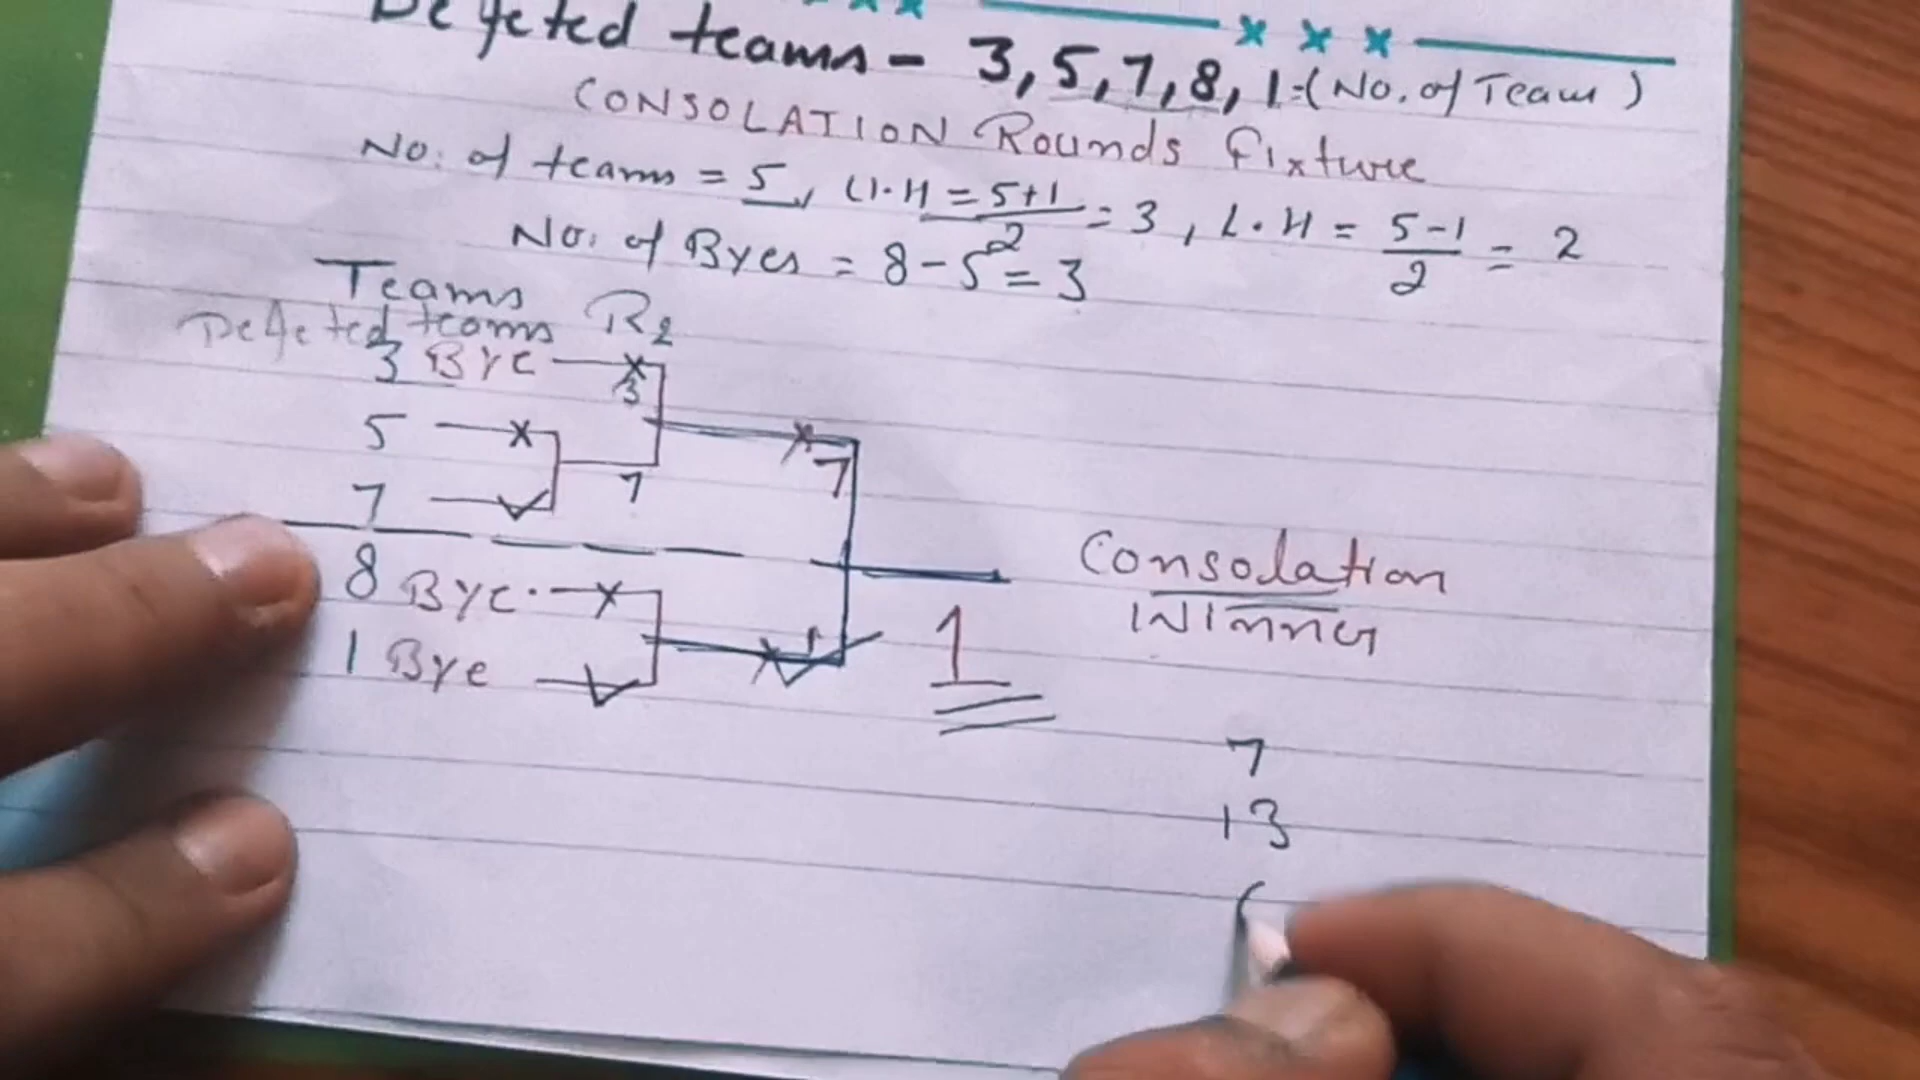 Defeted teams - 3, 5, 7, 8, 1 :- (No. of Team)
CONSOLATION Rounds Fixture
No. of teams = 5, U.H = 5+1/2 = 3, L.H = 5-1/2 = 2
No. of Byes = 8-5 = 3
Teams
Defeted teams R2
3 Bye 3
5
7 7 7
8 Bye.
1 Bye 1
1
Consolation
Winner
7
13